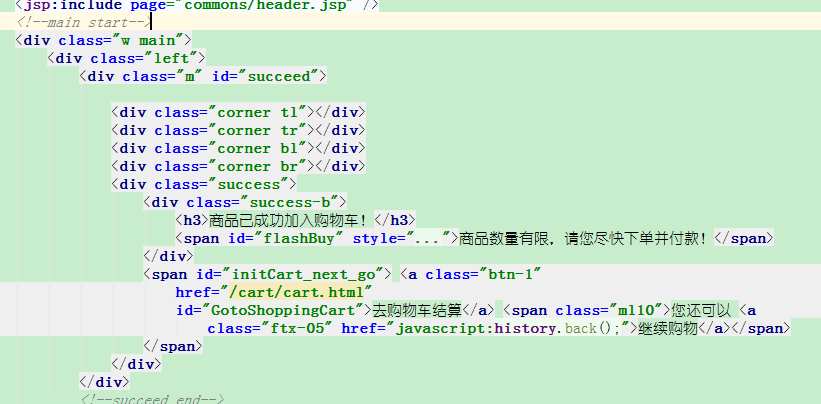 <jsp:include page="commons/header.jsp" />
<!--main start-->
<div class="w main">
<div class="left">
<div class="m" id="succeed">
<div class="corner tl"></div>
<div class="corner tr"></div>
<div class="corner bl"></div>
<div class="corner br"></div>
<div class="success">
<div class="success-b">
<h3>商品已成功加入购物车！</h3>
<span id="flashBuy" style="...">商品数量有限，请您尽快下单并付款！</span>
</div>
<span id="initCart_next_go"> <a class="btn-1"
href="/cart/cart.html"
id="GotoShoppingCart">去购物车结算</a> <span class="ml10">您还可以 <a
class="ftx-05" href="javascript:history.back();">继续购物</a></span>
</span>
</div>
</div>
<!--succeed end-->